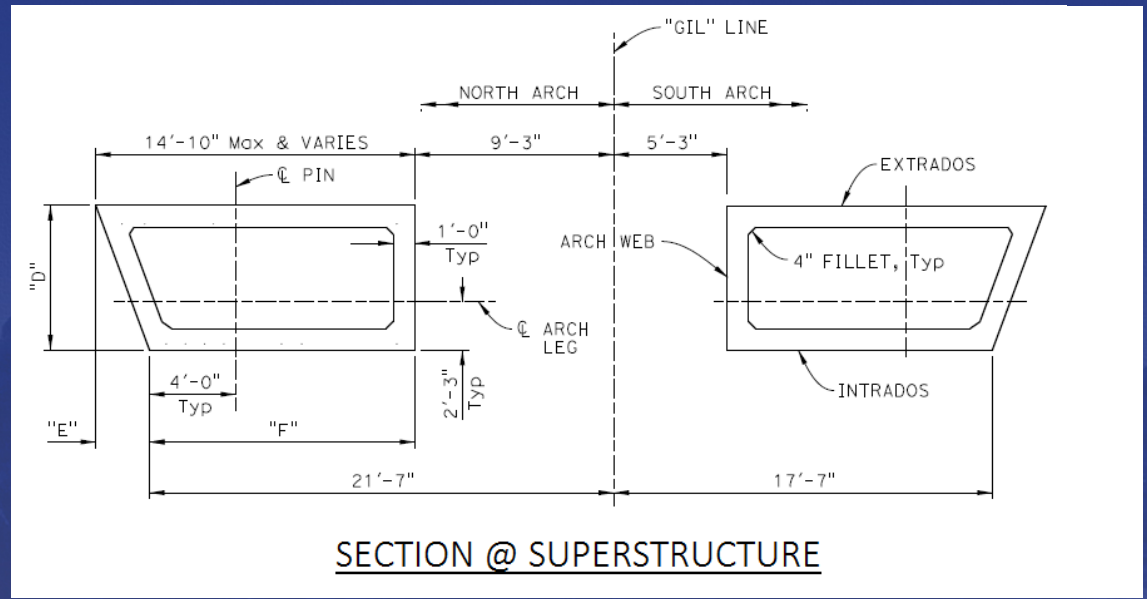 "GIL" LINE
NORTH ARCH
SOUTH ARCH
14'-10" Max & VARIES
9'-3"
5'-3"
℄ PIN
EXTRADOS
1'-0"
Typ
ARCH WEB
4" FILLET, Typ
"D"
℄ ARCH
LEG
4'-0"
Typ
2'-3"
Typ
INTRADOS
"E"
"F"
21'-7"
17'-7"
SECTION @ SUPERSTRUCTURE